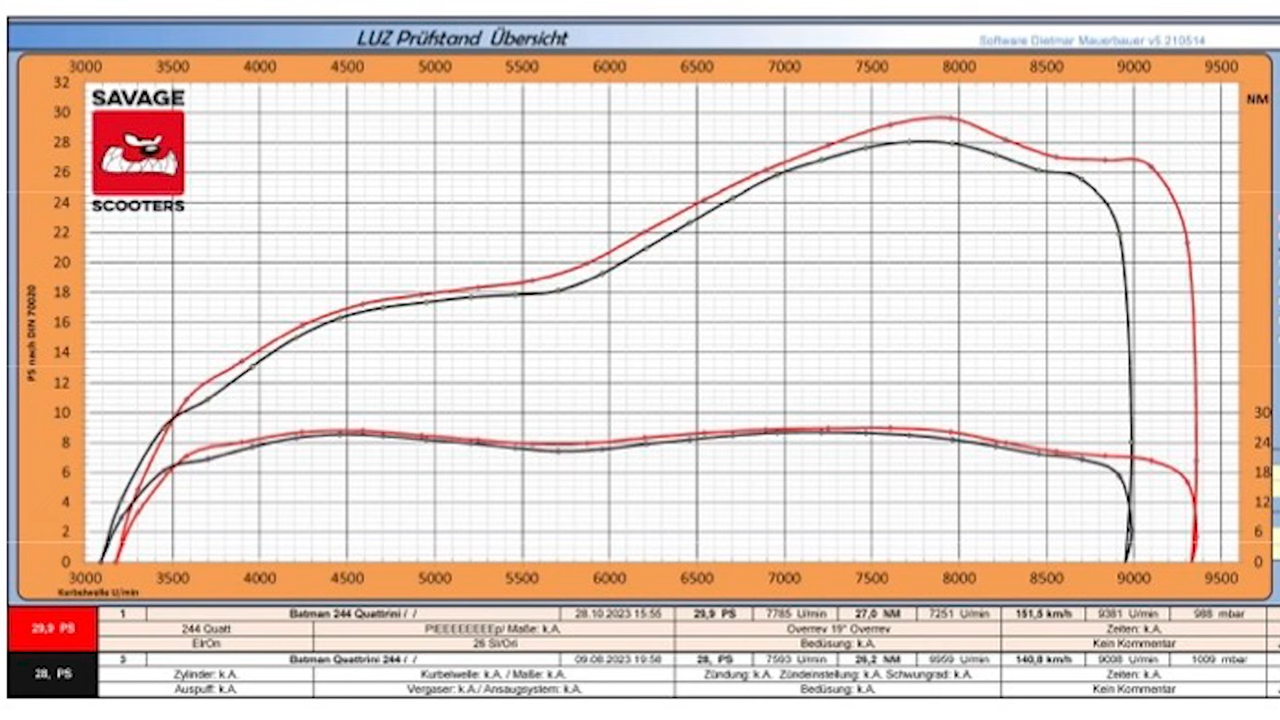 LUZ Prüfstand Übersicht
Software Dietmar Mauerbauer v5.210514
3000 3500 4000 4500 5000 5500 6000 6500 7000 7500 8000 8500 9000 9500
32
SAVAGE
NM
30
28
26
24
SCOOTERS
22
20
18
16
14
12
10 30
8 24
6 18
4 12
2 6
0 0
PS nach DIN 70020
3000 3500 4000 4500 5000 5500 6000 6500 7000 7500 8000 8500 9000 9500
Kurbelwelle U/min
1 Batman 244 Quattrini / / 28.10.2023 15:55 29,9 PS 7785 U/min 27,0 NM 7251 U/min 151,5 km/h 9381 U/min 988 mbar
29,9 PS
244 Quatt PIEEEEEEEEp/ Maße: k.A. Overrev 19° Overrev Zeiten: k.A.
ElrOn 26 SI/Ori Bedüsung: k.A. Kein Kommentar
Batman Quattrini 244 / / 09.08.2023 19:58 28, PS 7593 U/min 26,2 NM 6959 U/min 140,8 km/h 9008 U/min 1009 mbar
28, PS
Zylinder: k.A. Kurbelwelle: k.A. / Maße: k.A. Zündung: k.A. Zündeinstellung: k.A. Schwungrad: k.A. Zeiten: k.A.
Auspuff: k.A. Vergaser: k.A./ Ansaugsystem: k.A. Bedüsung: k.A. Kein Kommentar